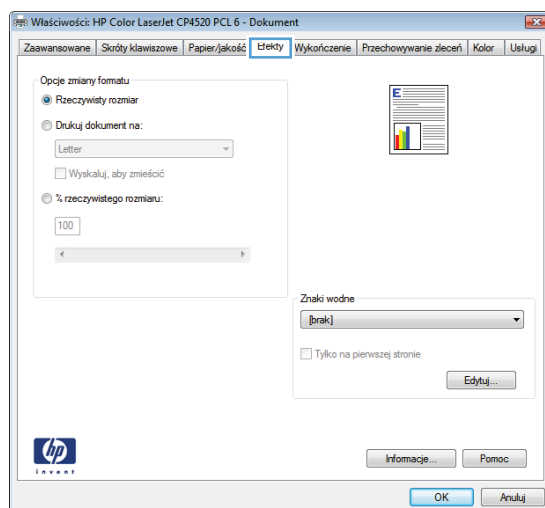 Właściwości: HP Color LaserJet CP4520 PCL 6 - Dokument
Zaawansowane Skróty klawiszowe Papier/jakość Efekty Wykończenie Przechowywanie zleceń Kolor Usługi
Opcje zmiany formatu
Rzeczywisty rozmiar
Drukuj dokument na:
Letter
Wyskaluj, aby zmieścić
% rzeczywistego rozmiaru:
100
E
Znaki wodne
[brak]
Tylko na pierwszej stronie
Edytuj...
hp
invent
Informacje... Pomoc
OK Anuluj